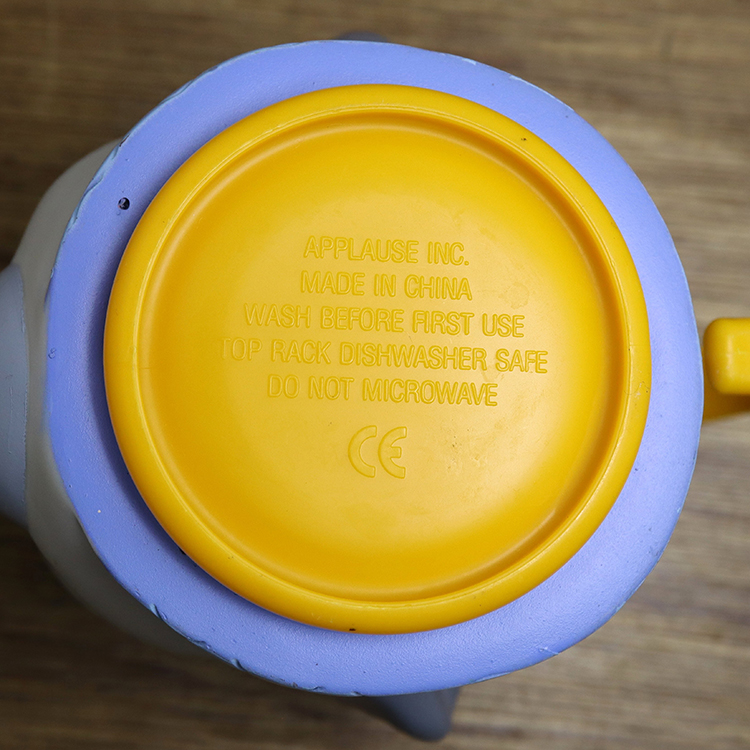 APPLAUSE INC.
MADE IN CHINA
WASH BEFORE FIRST USE
TOP RACK DISHWASHER SAFE
DO NOT MICROWAVE
CE